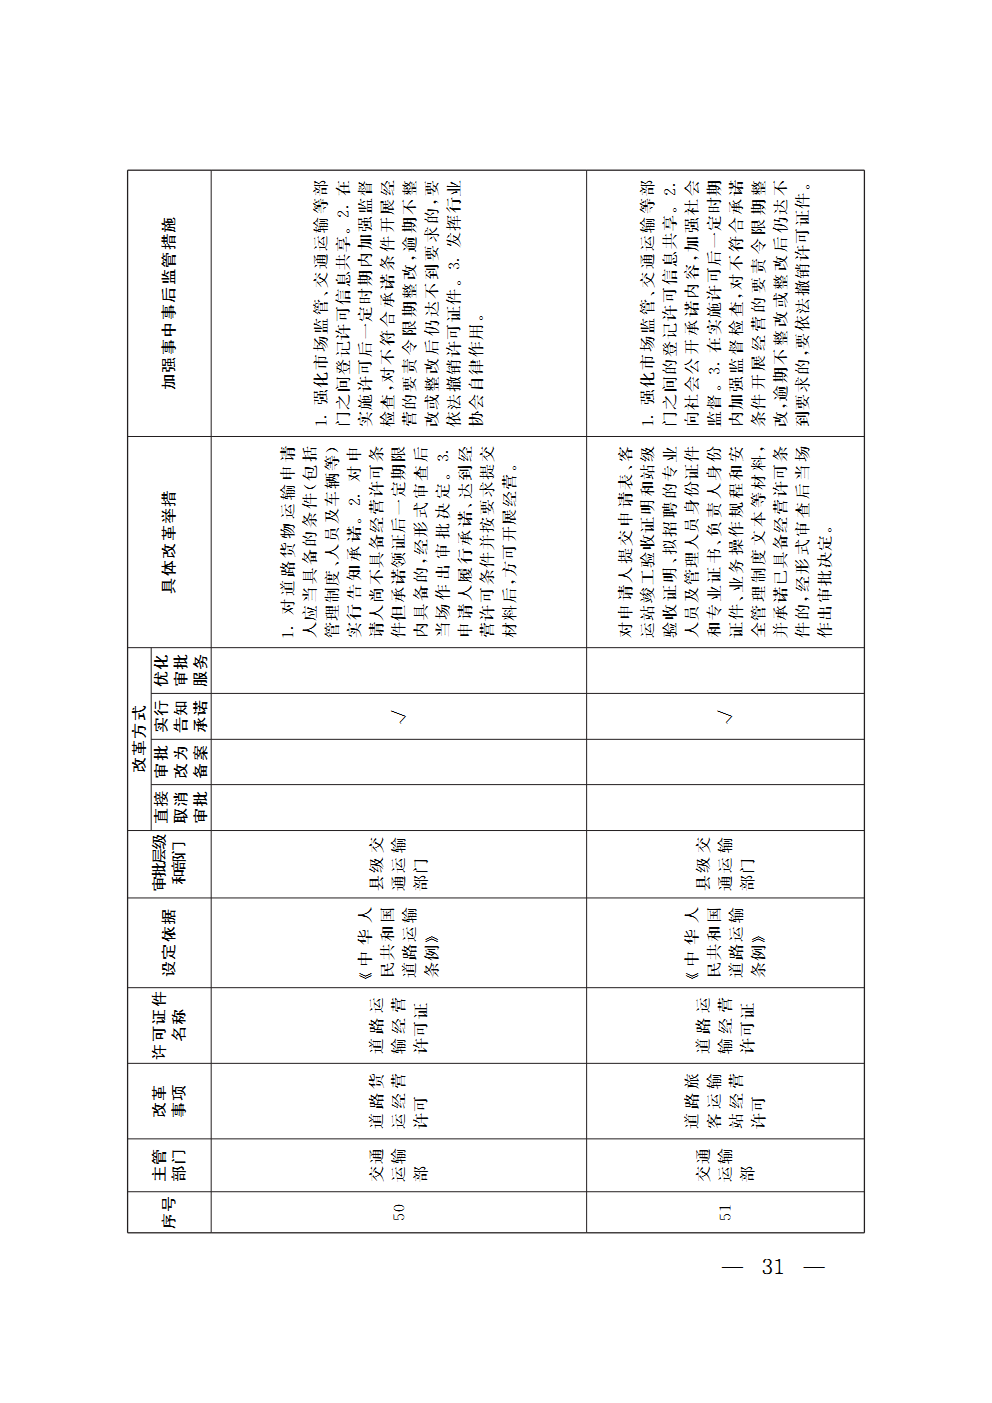 序号
主管
部门
改革
事项
许可证件
名称
设定依据
审批层级
和部门
改革方式
直接
取消
审批
审批
改为
备案
实行
告知
承诺
优化
审批
服务
具体改革举措
加强事中事后监管措施
50
交通
运输
部
道路货
运经营
许可
道路运
输经营
许可证
《中华人
民共和国
道路运输
条例》
县级交
通运输
部门
√
1. 对道路货物运输申请
人应当具备的条件(包括
管理制度、人员及车辆等)
实行告知承诺。2. 对申
请人尚不具备经营许可条
件但承诺领证后一定期限
内具备的,经形式审查后
当场作出审批决定。3.
申请人履行承诺、达到经
营许可条件并按要求提交
材料后,方可开展经营。
1. 强化市场监管、交通运输等部
门之间登记许可信息共享。2. 在
实施许可后一定时期内加强监督
检查,对不符合承诺条件开展经
营的要责令限期整改,逾期不整
改或整改后仍达不到要求的,要
依法撤销许可证件。3. 发挥行业
协会自律作用。
51
交通
运输
部
道路旅
客运输
站经营
许可
道路运
输经营
许可证
《中华人
民共和国
道路运输
条例》
县级交
通运输
部门
√
对申请人提交申请表、客
运站竣工验收证明和站级
验收证明、拟招聘的专业
人员及管理人员身份证件
和专业证书、负责人身份
证件、业务操作规程和安
全管理制度文本等材料,
并承诺已具备经营许可条
件的,经形式审查后当场
作出审批决定。
1. 强化市场监管、交通运输等部
门之间的登记许可信息共享。2.
向社会公开承诺内容,加强社会
监督。3. 在实施许可后一定时期
内加强监督检查,对不符合承诺
条件开展经营的要责令限期整
改,逾期不整改或整改后仍达不
到要求的,要依法撤销许可证件。
— 31 —